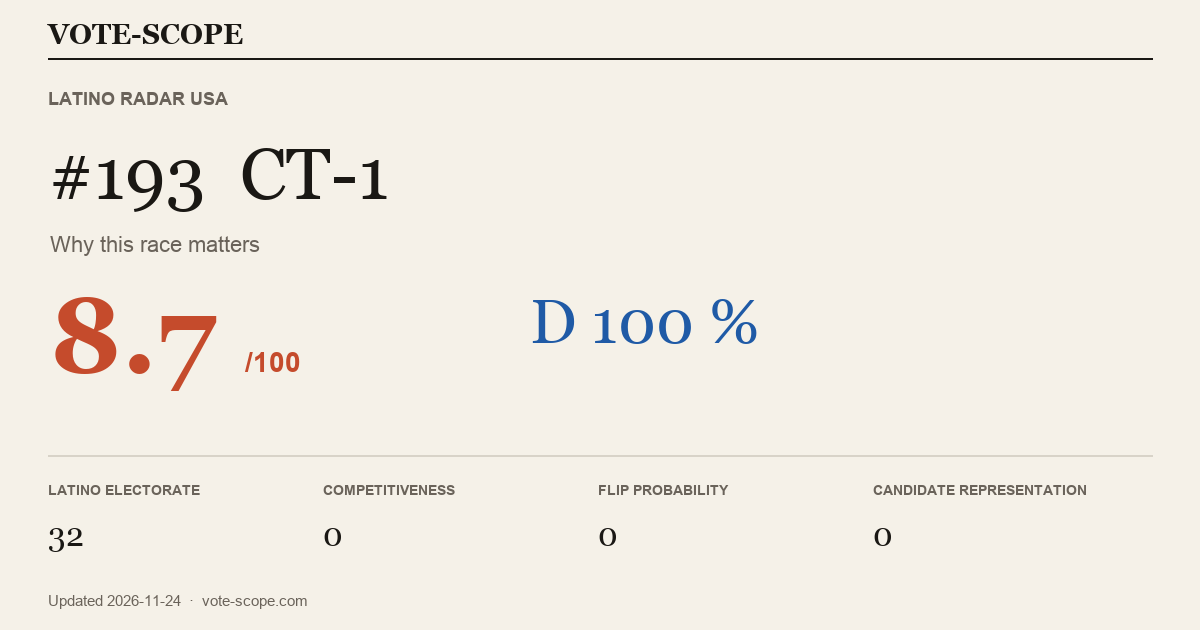 VOTE-SCOPE
LATINO RADAR USA
#193 CT-1
Why this race matters
8.7 /100 D 100 %
LATINO ELECTORATE COMPETITIVENESS FLIP PROBABILITY CANDIDATE REPRESENTATION
32 0 0 0
Updated 2026-11-24 · vote-scope.com